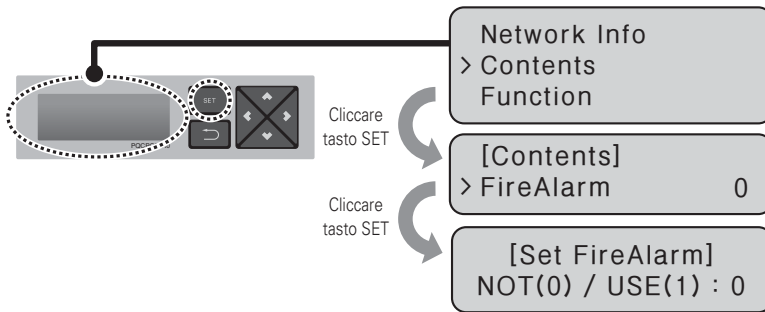 Network Info
> Contents
Function
SET
Cliccare
tasto SET
[Contents]
> FireAlarm 0
Cliccare
tasto SET
[Set FireAlarm]
NOT(0) / USE(1) : 0